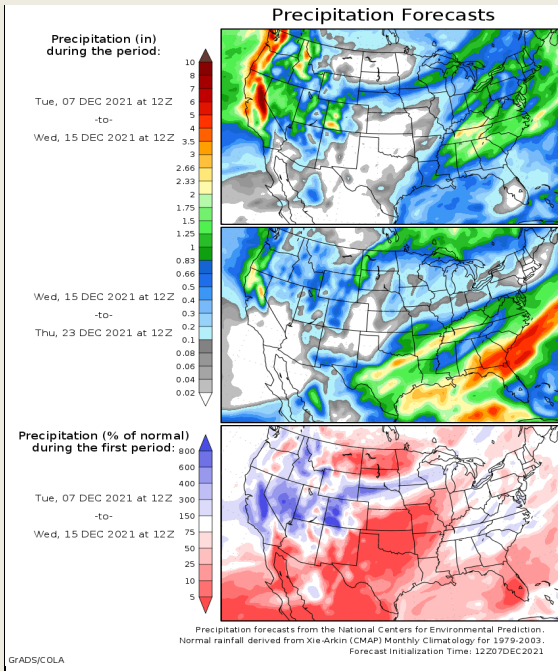 Precipitation Forecasts
Precipitation (in)
during the period:
Tue, 07 DEC 2021 at 12Z
-to-
Wed, 15 DEC 2021 at 12Z
10
8
7
6
5
4
3.5
3
2.66
2.33
2
1.75
1.5
1.25
1
0.83
0.66
0.5
0.4
0.3
0.2
0.1
0.08
0.06
0.04
0.02
Wed, 15 DEC 2021 at 12Z
-to-
Thu, 23 DEC 2021 at 12Z
Precipitation (% of normal)
during the first period:
Tue, 07 DEC 2021 at 12Z
-to-
Wed, 15 DEC 2021 at 12Z
800
600
400
300
150
75
50
25
10
5
Precipitation forecasts from the National Centers for Environmental Prediction.
Normal rainfall derived from Xie-Arkin (CMAP) Monthly Climatology for 1979-2003.
Forecast Initialization Time: 12Z07DEC2021
GrADS/COLA